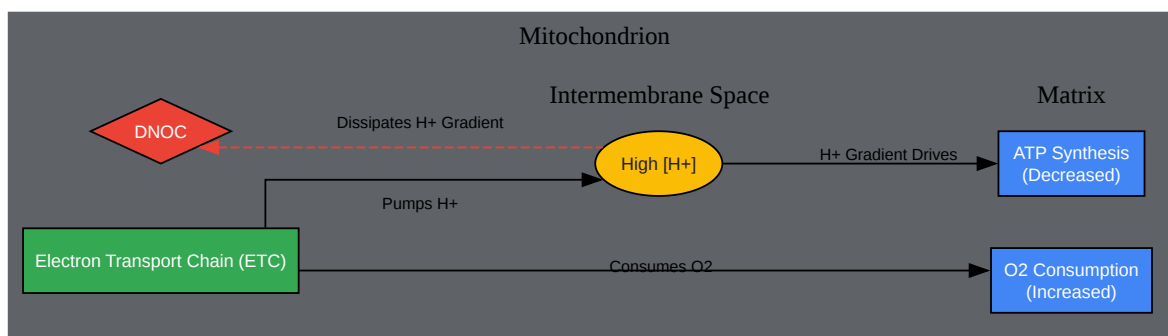 Mitochondrion
Intermembrane Space
Matrix
DNOC
Dissipates H+ Gradient
High [H+]
H+ Gradient Drives
ATP Synthesis
(Decreased)
Pumps H+
Electron Transport Chain (ETC)
Consumes O2
O2 Consumption
(Increased)